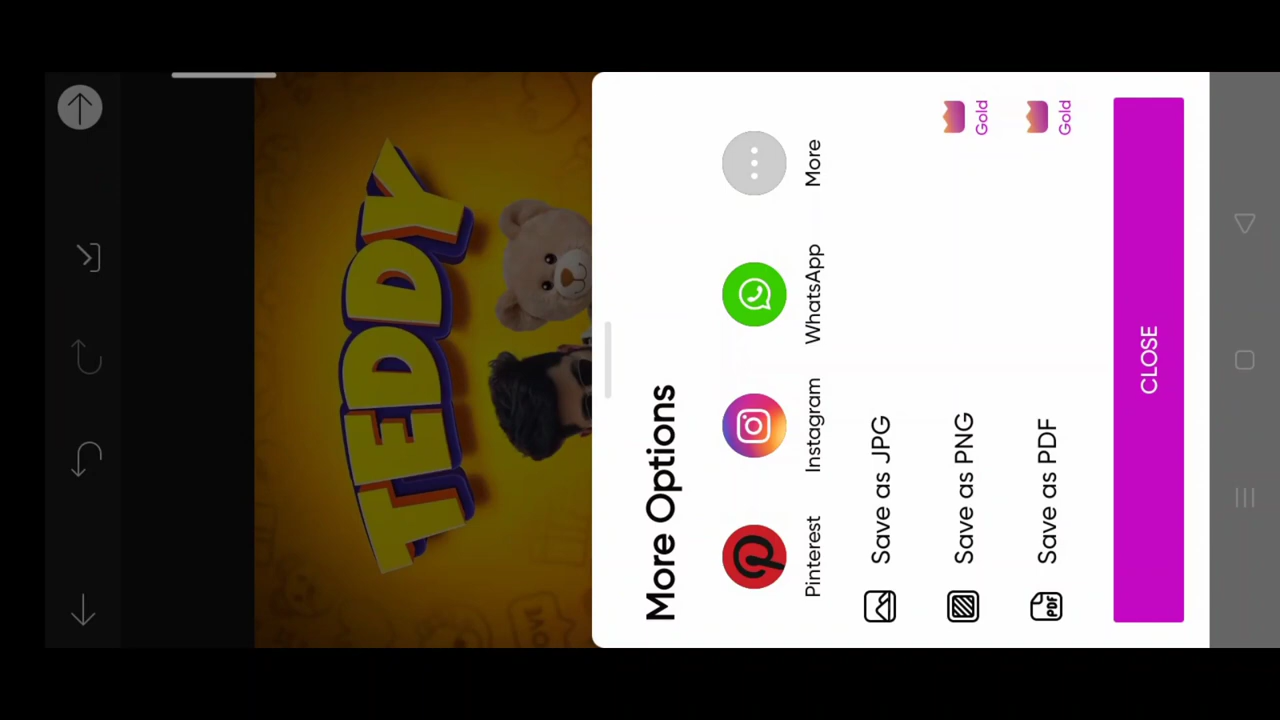 TEDDY
More Options
Pinterest
Instagram
WhatsApp
More
Save as JPG
Save as PNG
Gold
Save as PDF
PDF
Gold
CLOSE